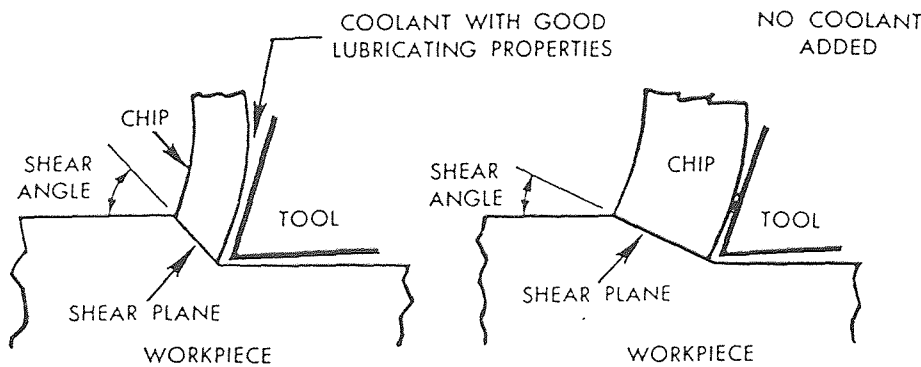 COOLANT WITH GOOD
LUBRICATING PROPERTIES
CHIP
SHEAR
ANGLE
TOOL
SHEAR PLANE
WORKPIECE
NO COOLANT
ADDED
CHIP
SHEAR
ANGLE
TOOL
SHEAR PLANE
WORKPIECE